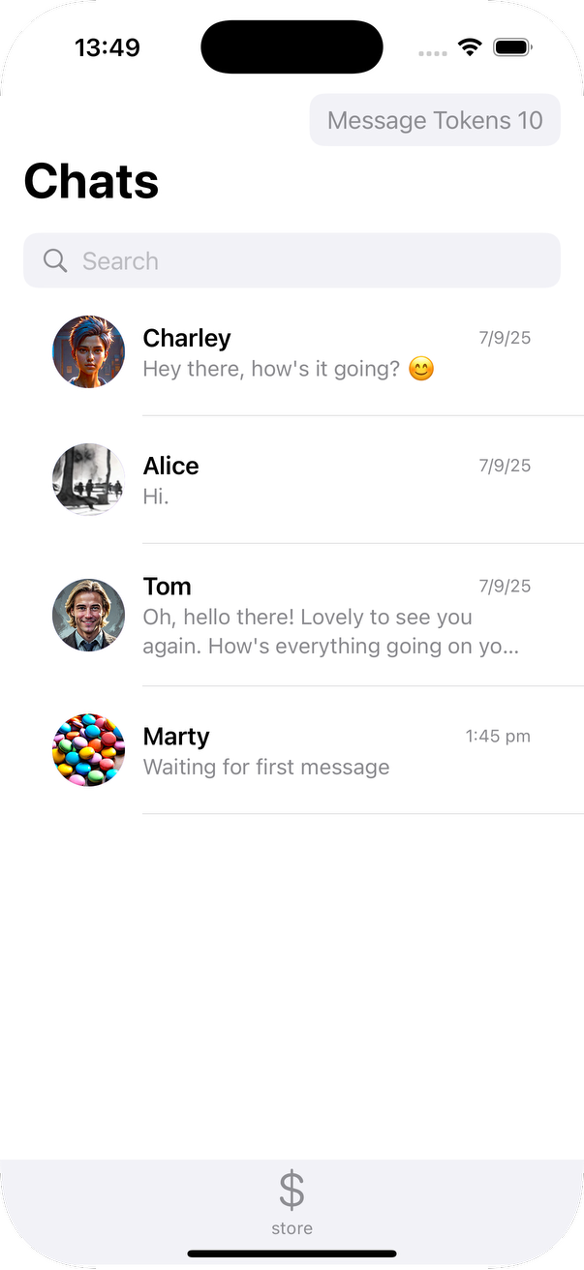 13:49
Message Tokens 10
Chats
Search
Charley
7/9/25
Hey there, how's it going? 😊
Alice
7/9/25
Hi.
Tom
7/9/25
Oh, hello there! Lovely to see you
again. How's everything going on yo...
Marty
1:45 pm
Waiting for first message
$
store